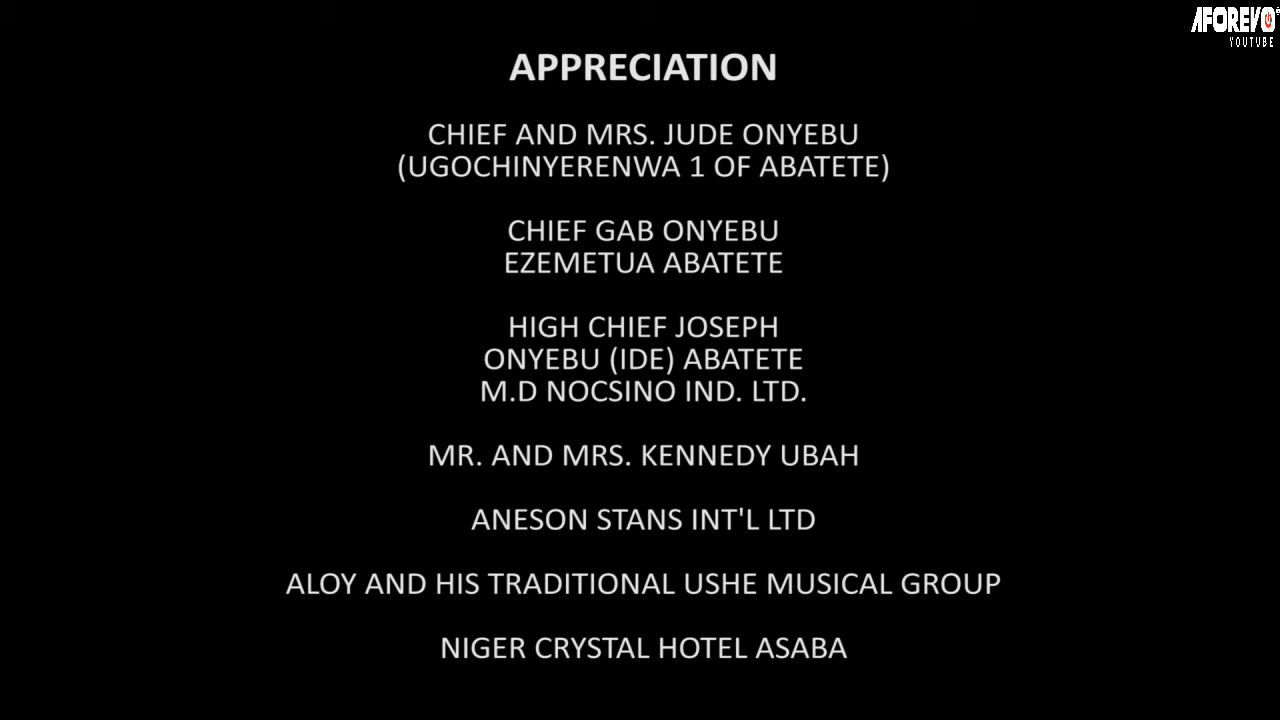 AFOREVO
YOUTUBE
APPRECIATION
CHIEF AND MRS. JUDE ONYEBU
(UGOCHINYERENWA 1 OF ABATETE)
CHIEF GAB ONYEBU
EZEMETUA ABATETE
HIGH CHIEF JOSEPH
ONYEBU (IDE) ABATETE
M.D NOCSINO IND. LTD.
MR. AND MRS. KENNEDY UBAH
ANESON STANS INT'L LTD
ALOY AND HIS TRADITIONAL USHE MUSICAL GROUP
NIGER CRYSTAL HOTEL ASABA